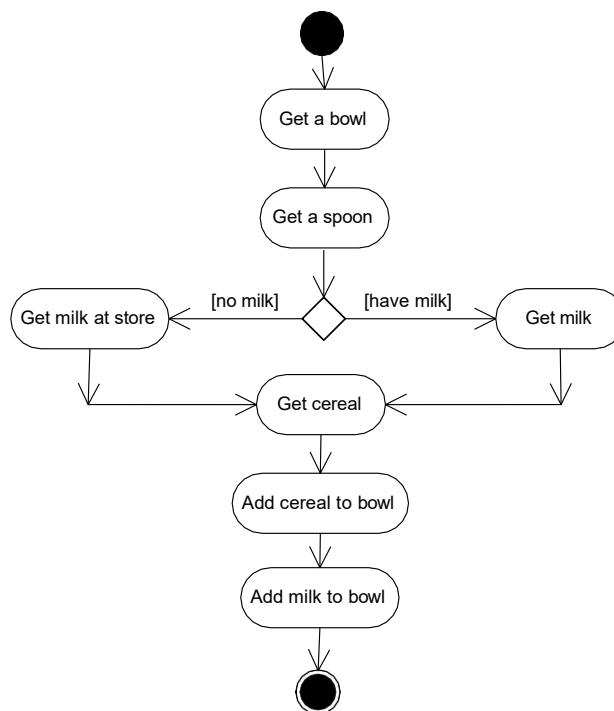 Get a bowl
Get a spoon
[no milk]
[have milk]
Get milk at store
Get milk
Get cereal
Add cereal to bowl
Add milk to bowl